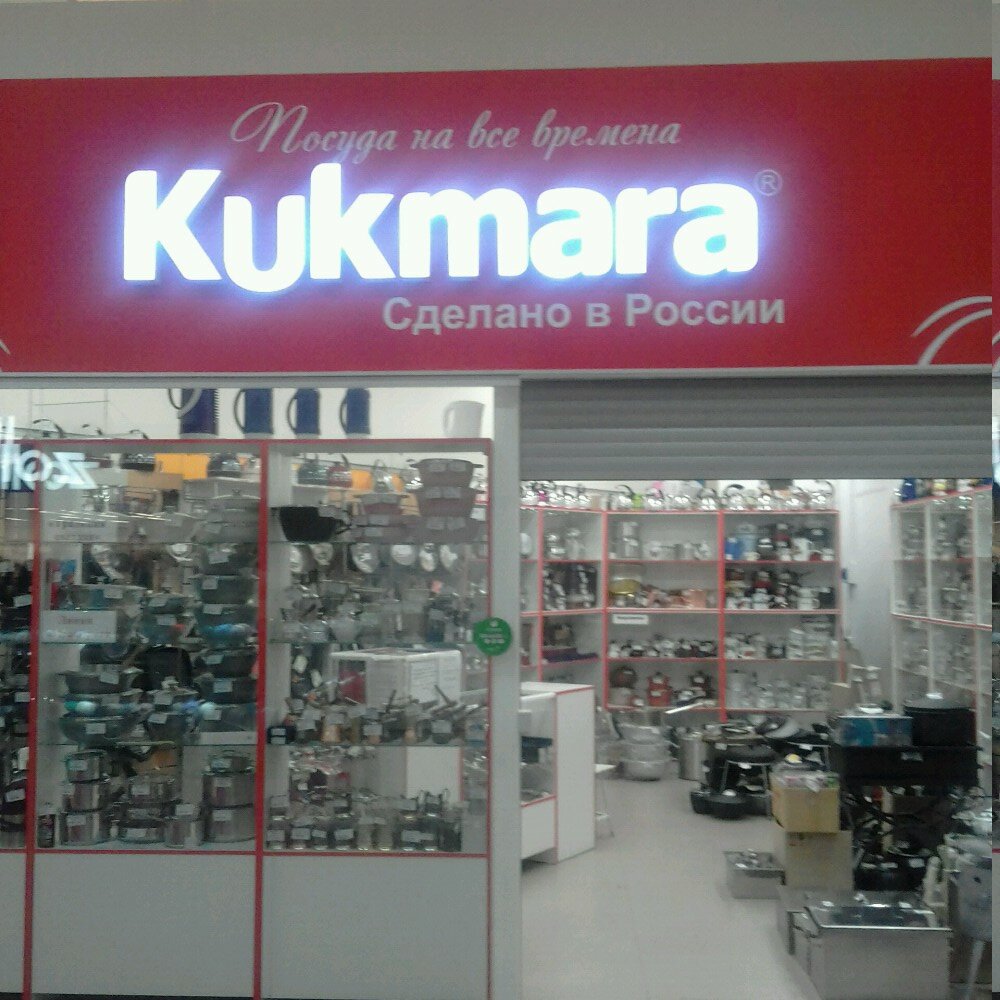 Посуда на все времена
Kukmara®
Сделано в России